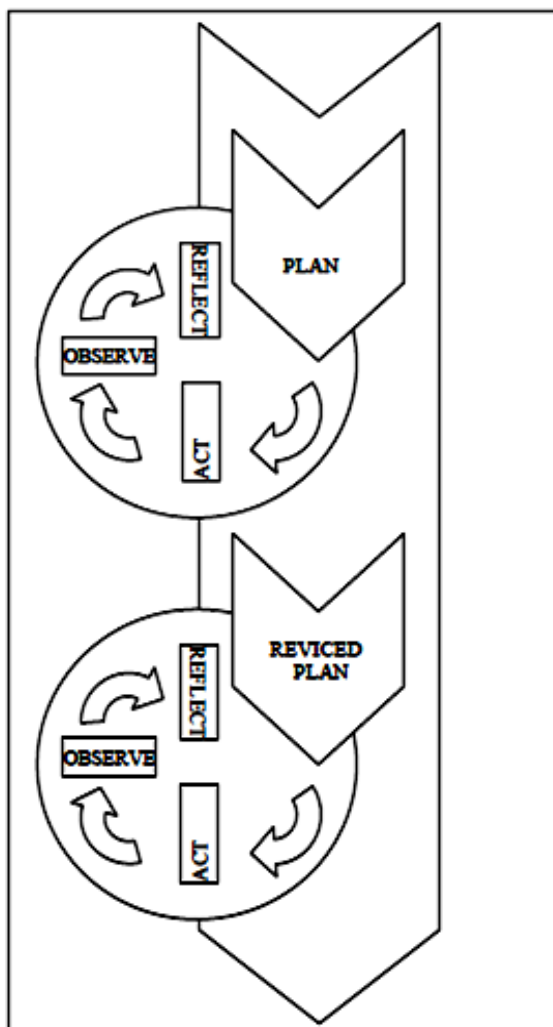 PLAN
REFLECT
OBSERVE
ACT
REVICED
PLAN
REFLECT
OBSERVE
ACT